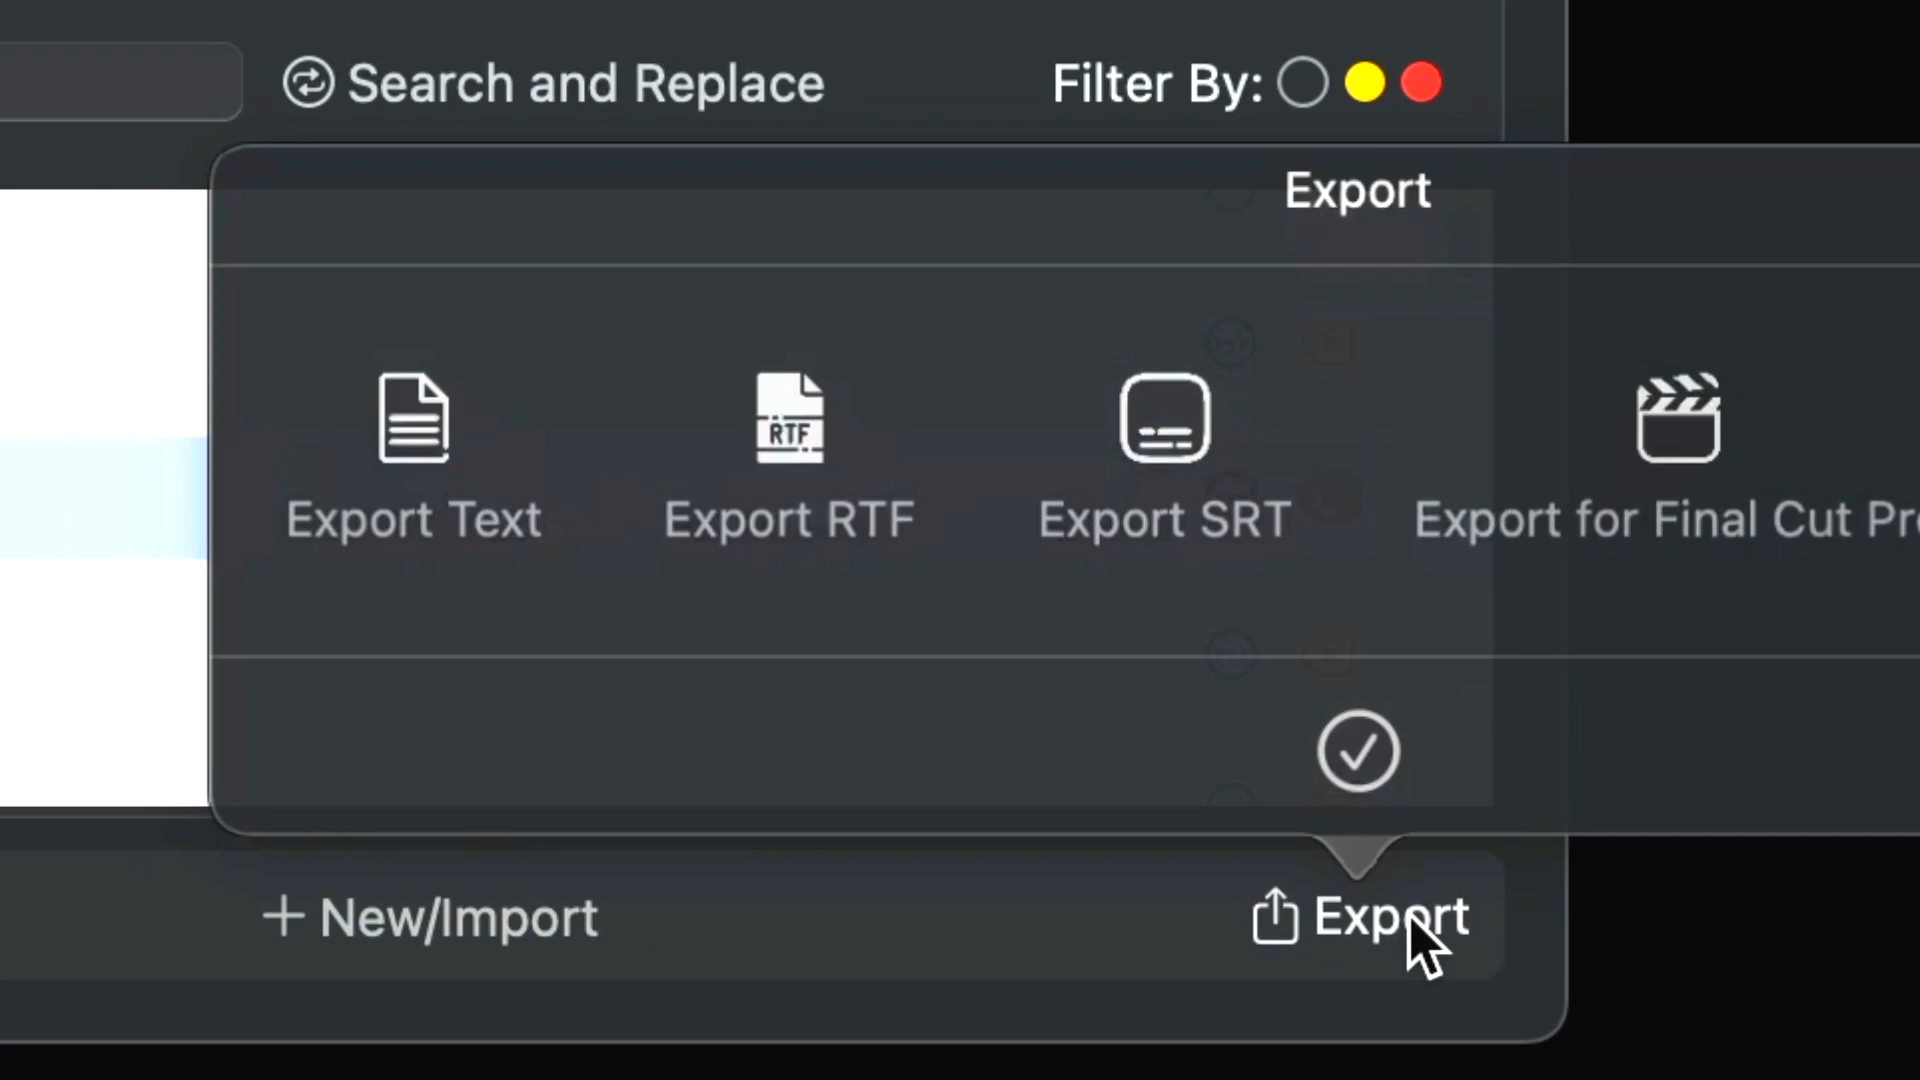 Search and Replace
Filter By:
Export
RTF
Export Text
Export RTF
Export SRT
Export for Final Cut Pr
New/Import
Export